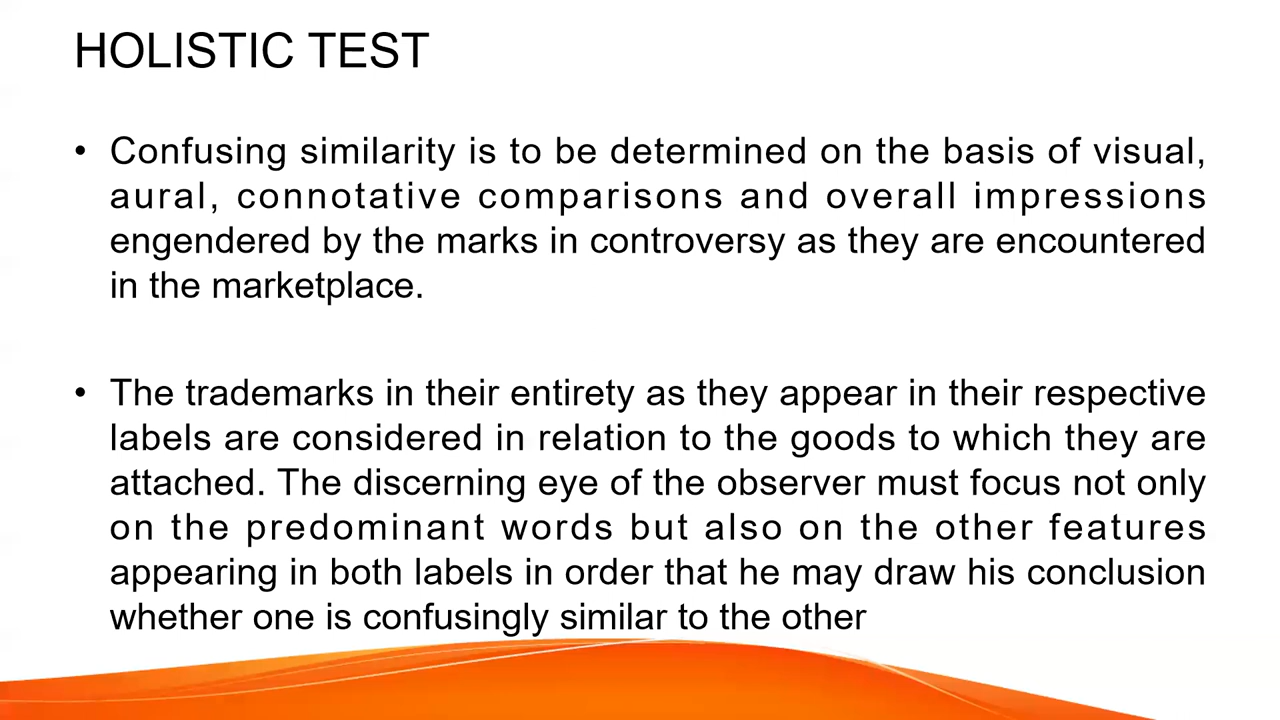 HOLISTIC TEST
• Confusing similarity is to be determined on the basis of visual,
aural, connotative comparisons and overall impressions
engendered by the marks in controversy as they are encountered
in the marketplace.
• The trademarks in their entirety as they appear in their respective
labels are considered in relation to the goods to which they are
attached. The discerning eye of the observer must focus not only
on the predominant words but also on the other features
appearing in both labels in order that he may draw his conclusion
whether one is confusingly similar to the other